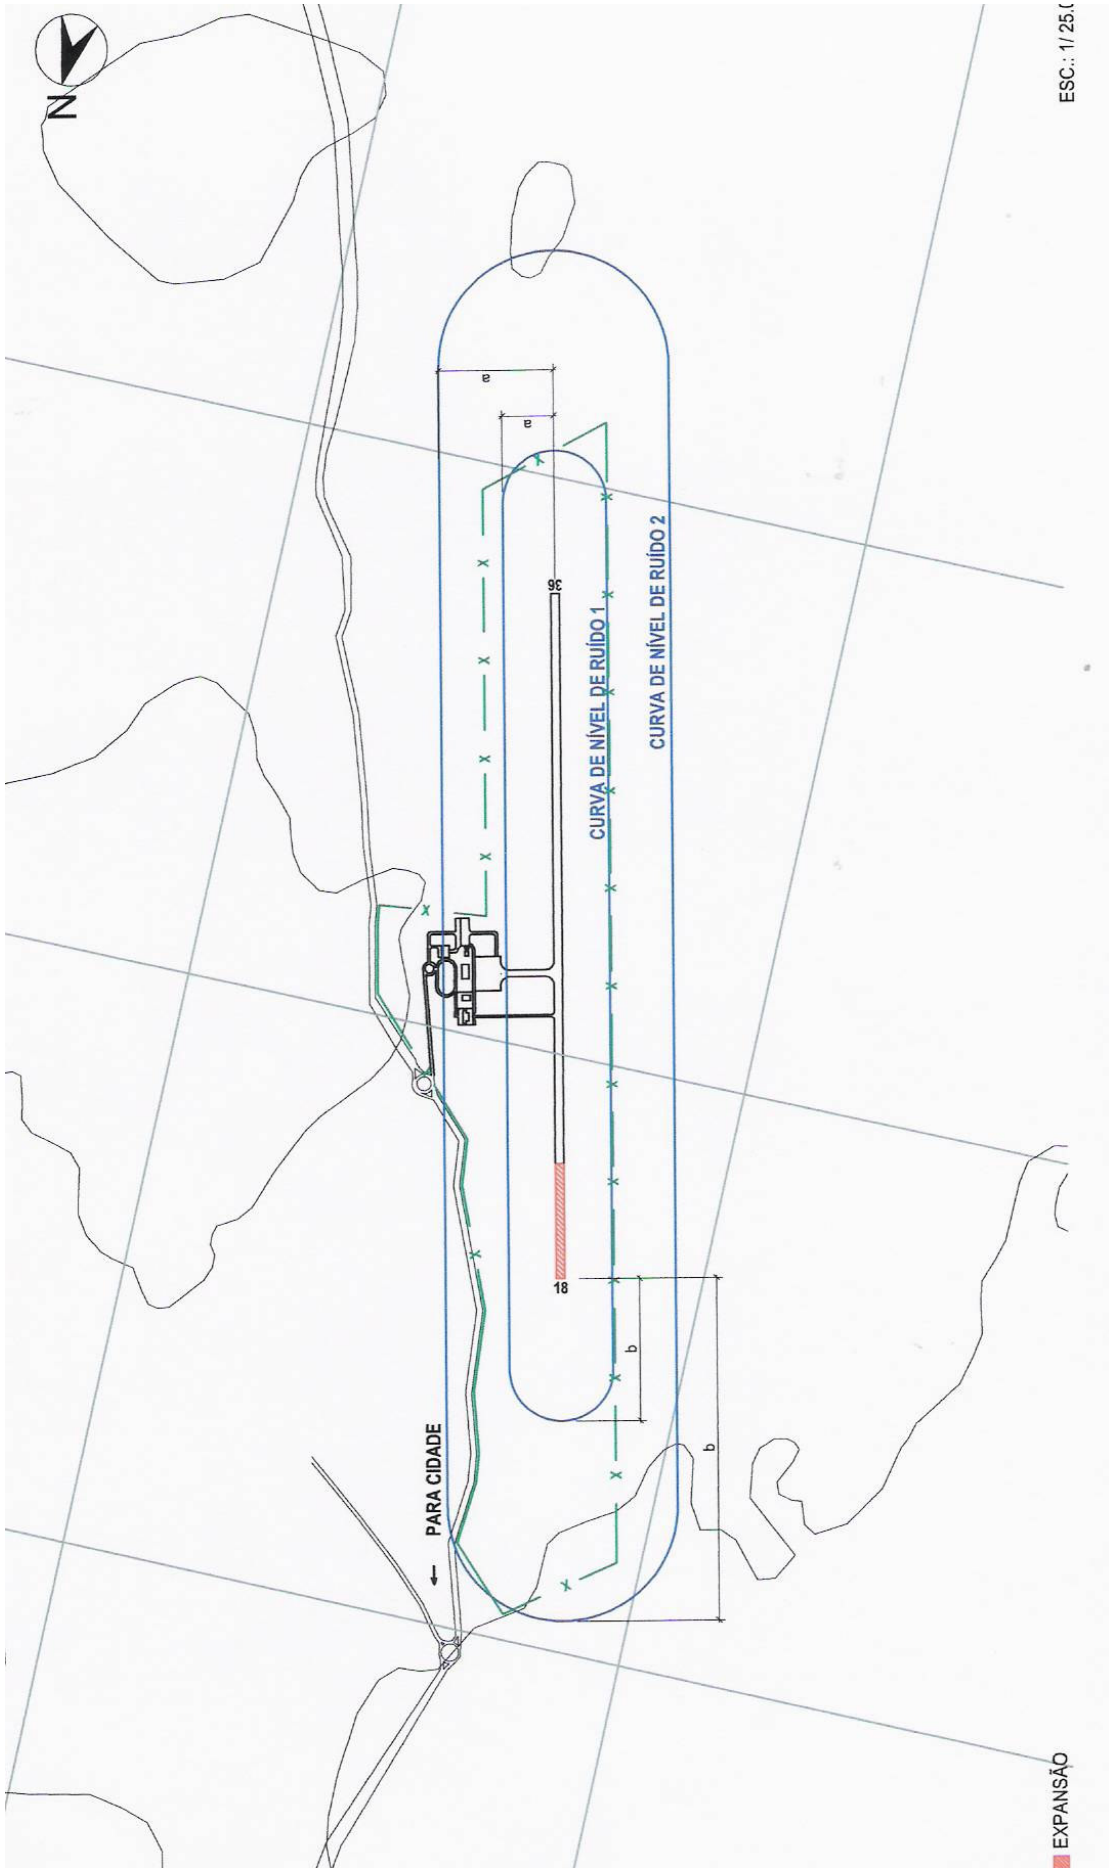 N
ESC.: 1/ 25.0
a
a
36
CURVA DE NÍVEL DE RUÍDO 1
CURVA DE NÍVEL DE RUÍDO 2
18
b
b
← PARA CIDADE
EXPANSÃO